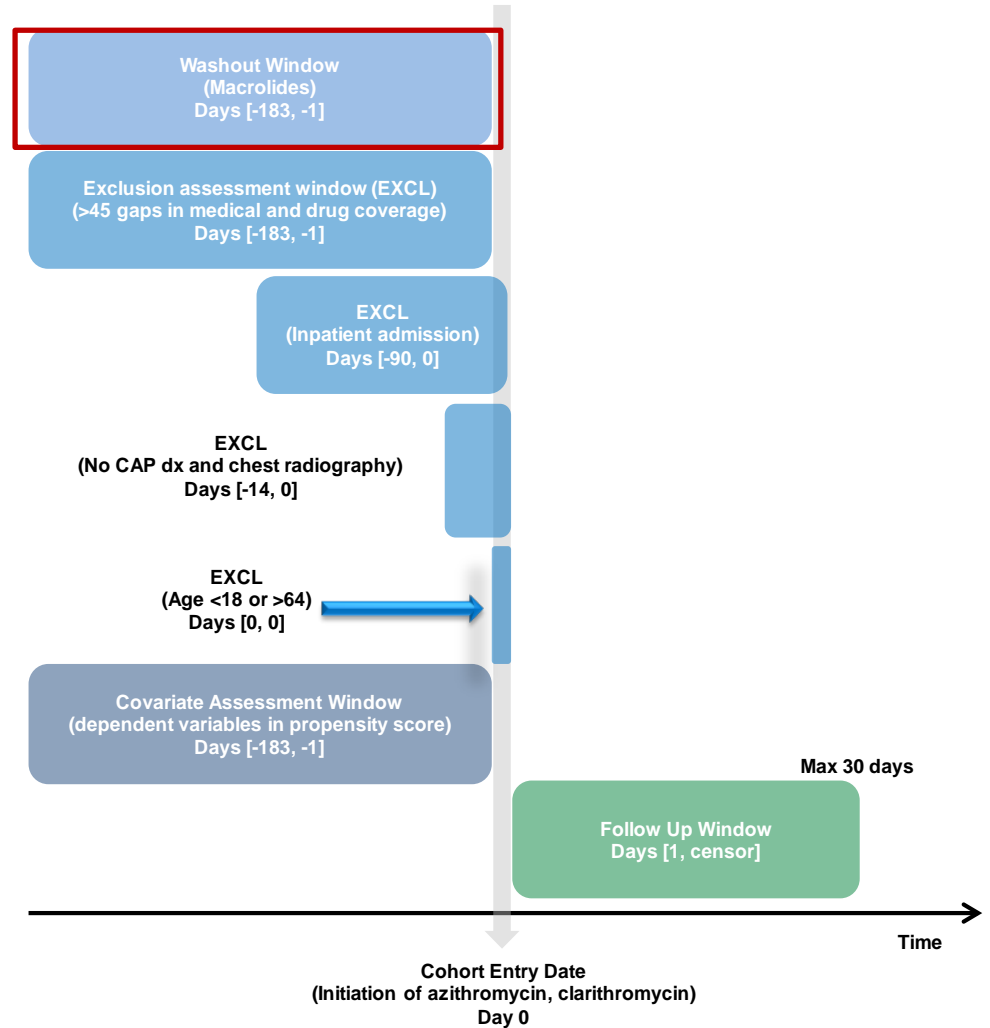 Washout Window
(Macrolides)
Days [-183, -1]
Exclusion assessment window (EXCL)
(>45 gaps in medical and drug coverage)
Days [-183, -1]
EXCL
(Inpatient admission)
Days [-90, 0]
EXCL
(No CAP dx and chest radiography)
Days [-14, 0]
EXCL
(Age <18 or >64)
Days [0, 0]
Covariate Assessment Window
(dependent variables in propensity score)
Days [-183, -1]
Max 30 days
Follow Up Window
Days [1, censor]
Time
Cohort Entry Date
(Initiation of azithromycin, clarithromycin)
Day 0